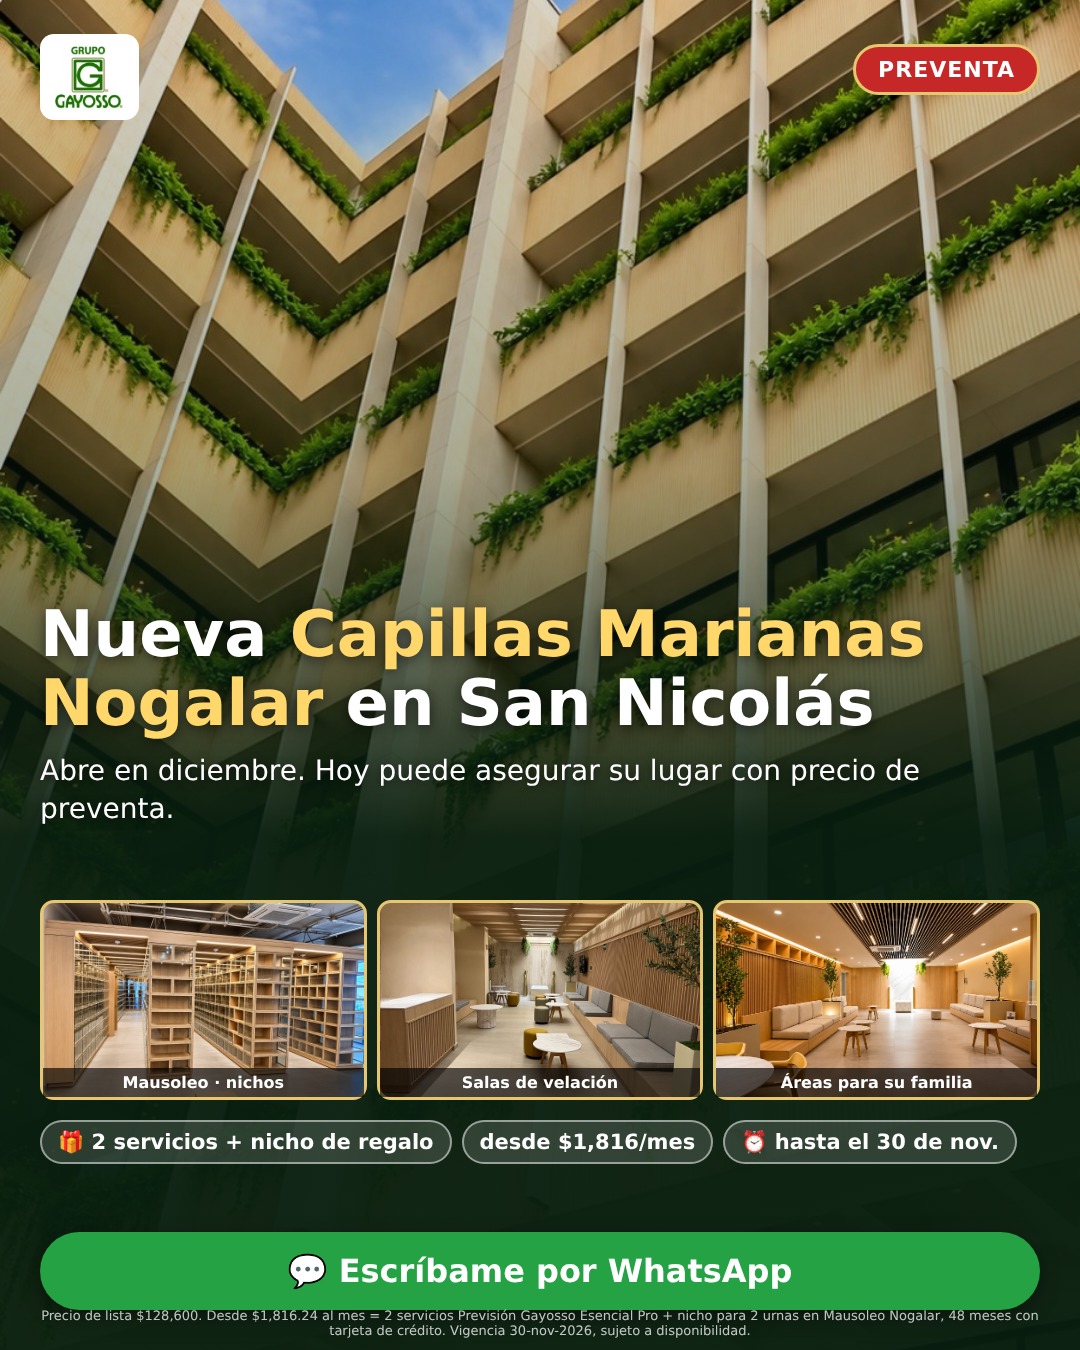 GRUPO
G
GAYOSSO
PREVENTA
Nueva Capillas Marianas
Nogalar en San Nicolás
Abre en diciembre. Hoy puede asegurar su lugar con precio de
preventa.
Mausoleo · nichos
Salas de velación
Áreas para su familia
🎁 2 servicios + nicho de regalo
desde $1,816/mes
⏰ hasta el 30 de nov.
💬 Escríbame por WhatsApp
Precio de lista $128,600. Desde $1,816.24 al mes = 2 servicios Previsión Gayosso Esencial Pro + nicho para 2 urnas en Mausoleo Nogalar, 48 meses con
tarjeta de crédito. Vigencia 30-nov-2026, sujeto a disponibilidad.